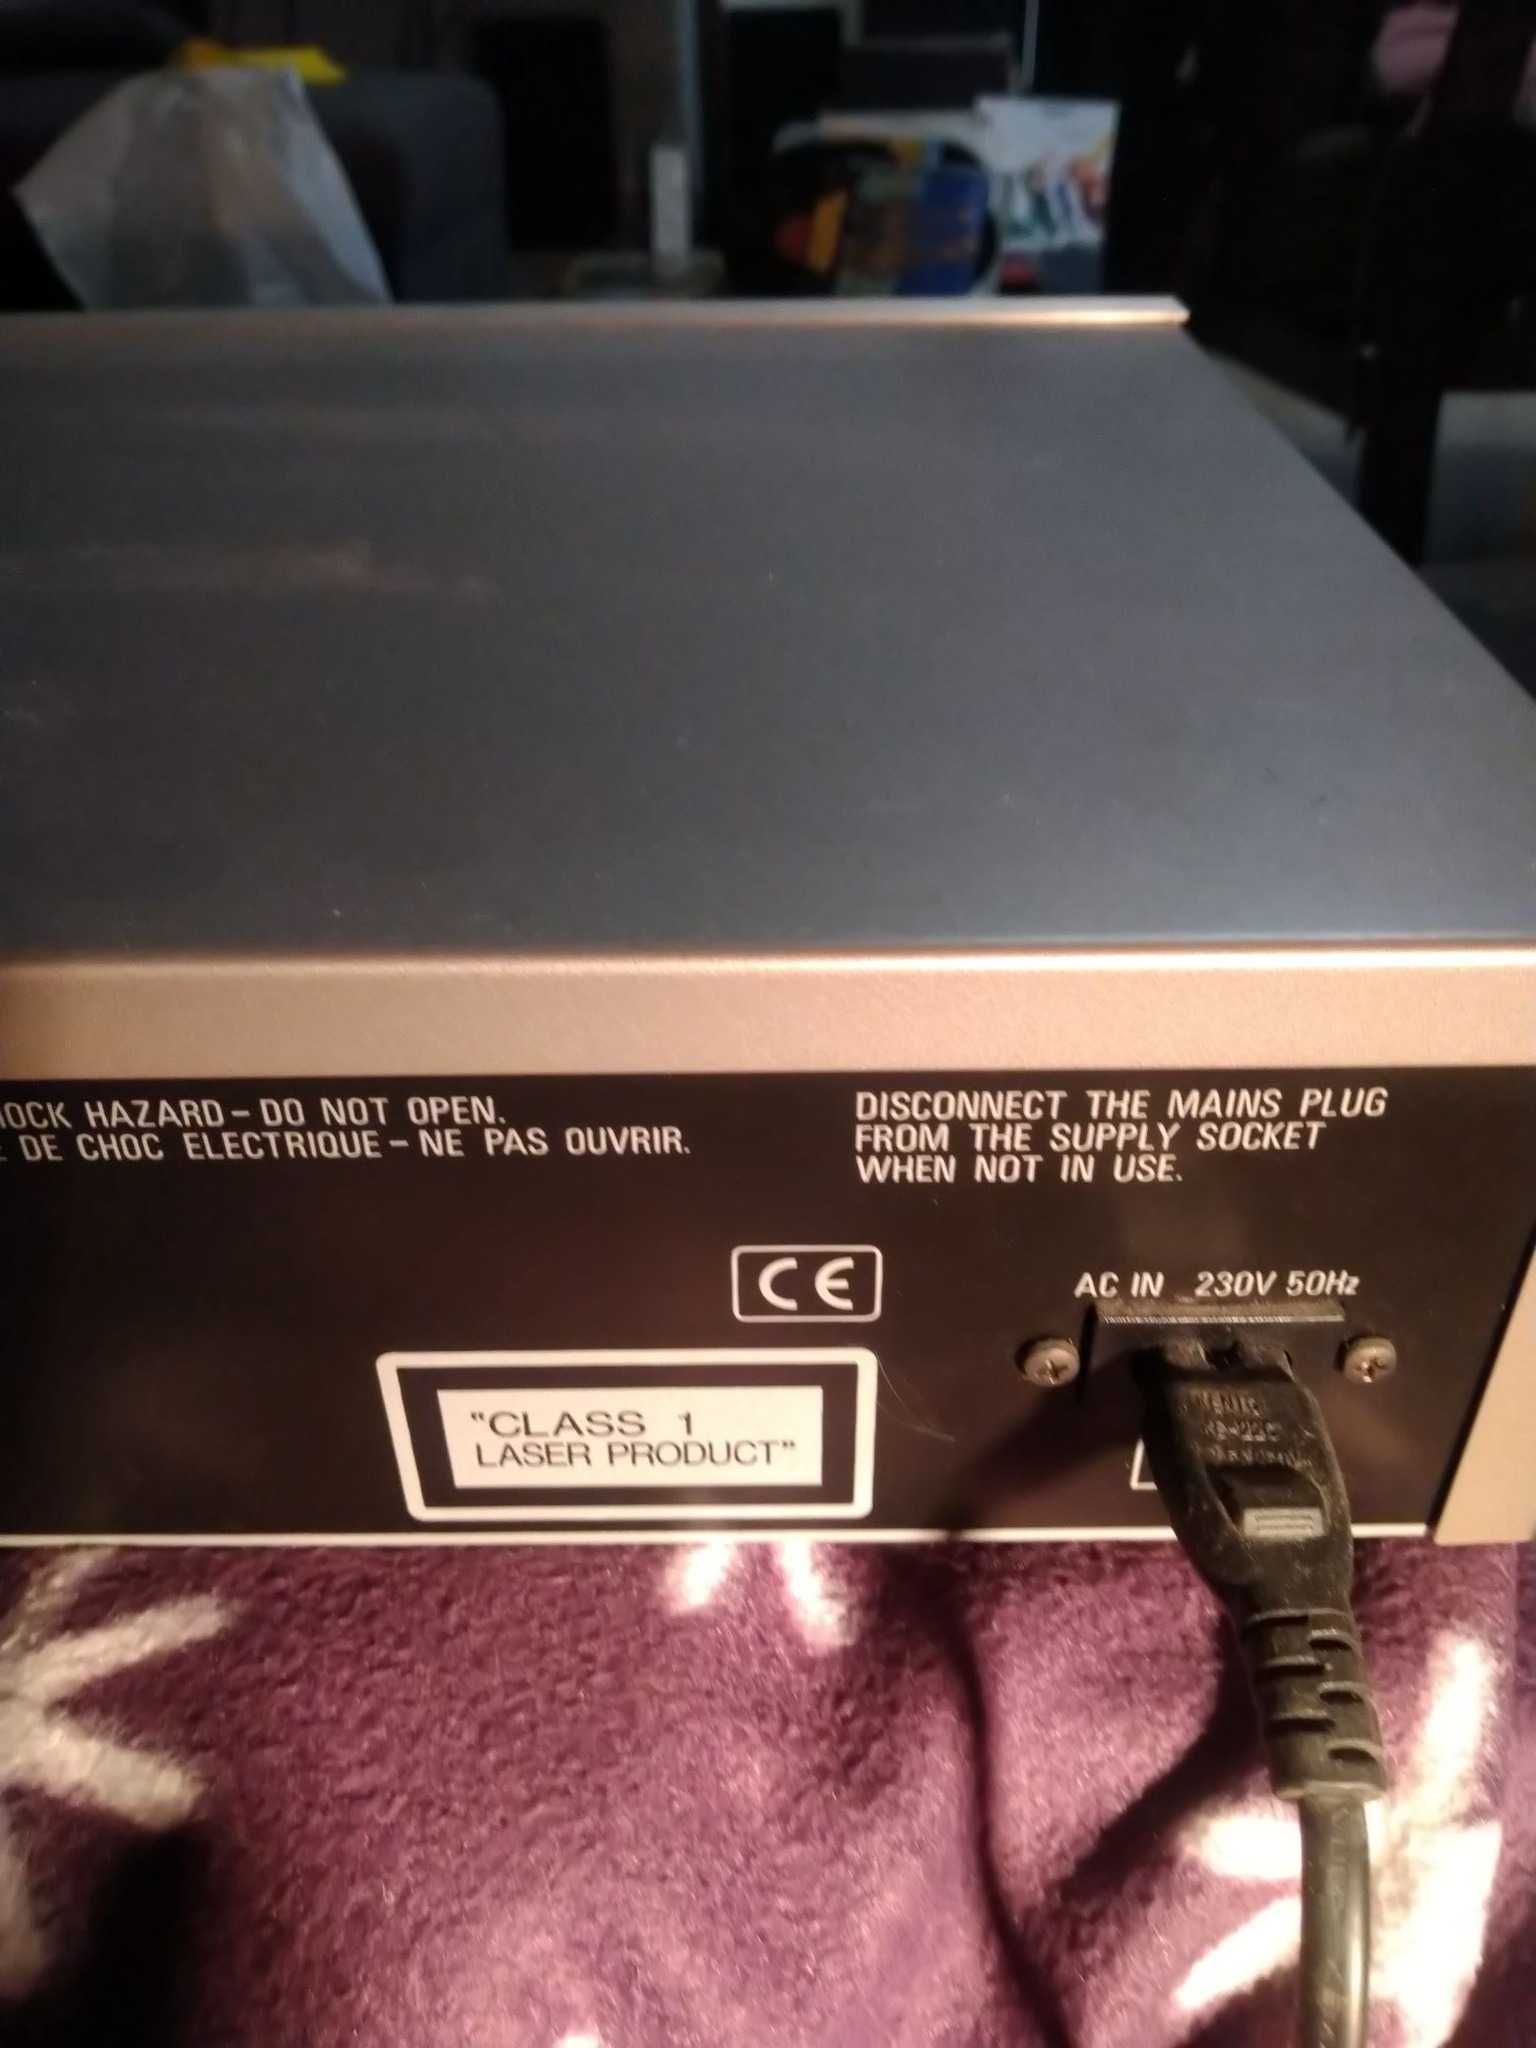 HAZARD – DO NOT OPEN.
DE CHOC ELECTRIQUE – NE PAS OUVRIR.
DISCONNECT THE MAINS PLUG
FROM THE SUPPLY SOCKET
WHEN NOT IN USE.
CE
AC IN 230V 50Hz
"CLASS 1
LASER PRODUCT"